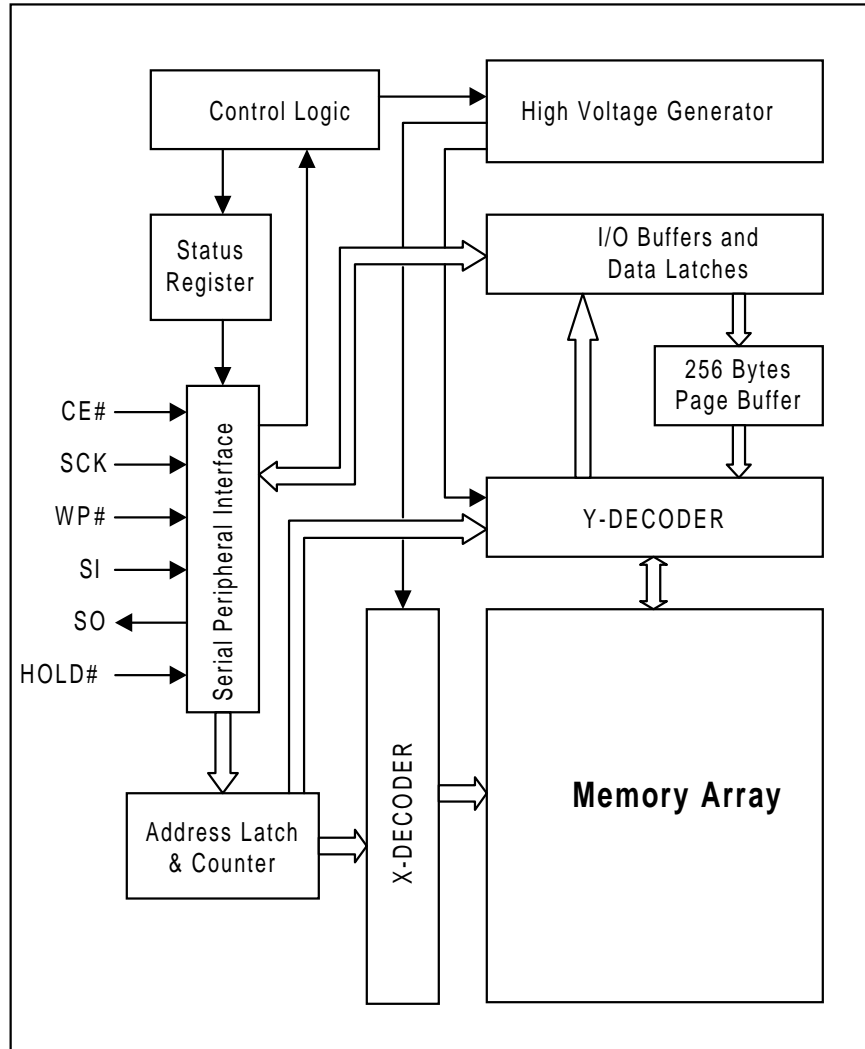 Control Logic
High Voltage Generator
Status
Register
I/O Buffers and
Data Latches
256 Bytes
Page Buffer
CE#
SCK
WP#
SI
SO
HOLD#
Serial Peripheral Interface
Y-DECODER
X-DECODER
Memory Array
Address Latch
& Counter